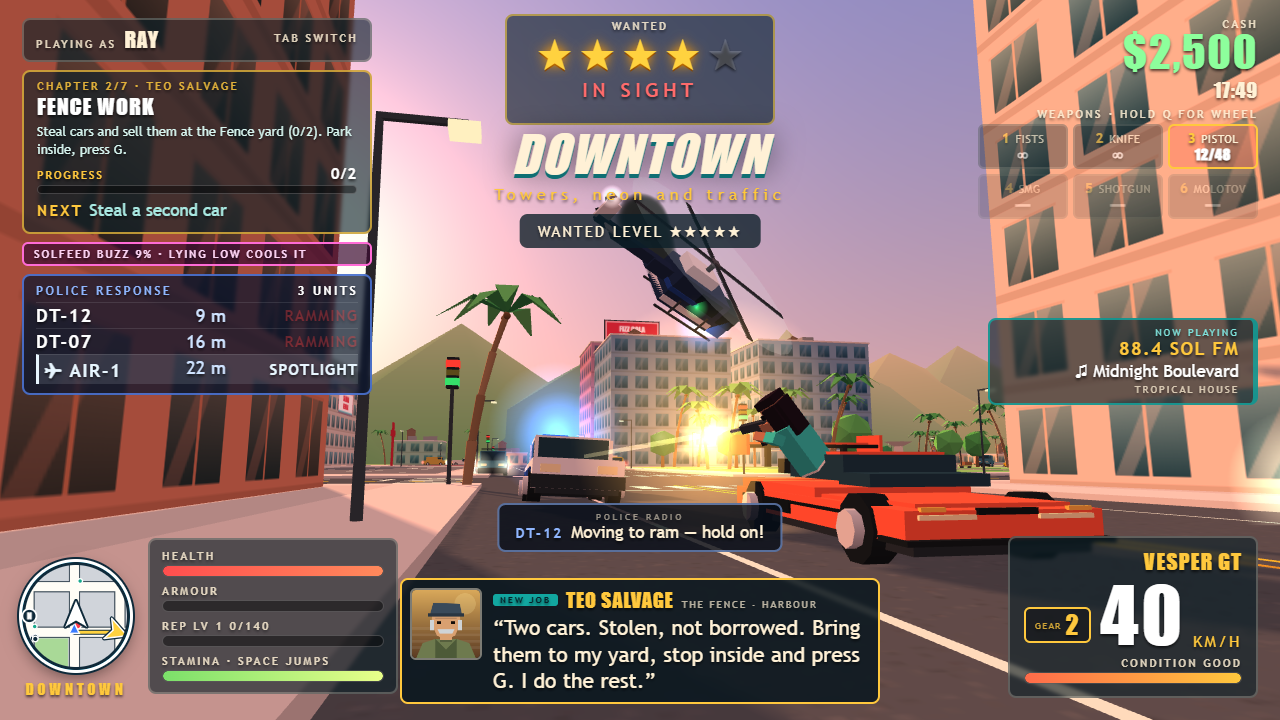 PLAYING AS RAY TAB SWITCH
CHAPTER 2/7 · TEO SALVAGE
FENCE WORK
Steal cars and sell them at the Fence yard (0/2). Park
inside, press G.
PROGRESS 0/2
NEXT Steal a second car
SOLFEED BUZZ 9% · LYING LOW COOLS IT
POLICE RESPONSE 3 UNITS
DT-12 9 m RAMMING
DT-07 16 m RAMMING
AIR-1 22 m SPOTLIGHT
WANTED
IN SIGHT
DOWNTOWN
Towers, neon and traffic
WANTED LEVEL ★★★★★
CASH
$2,500
17:49
WEAPONS · HOLD Q FOR WHEEL
1 FISTS ∞
2 KNIFE ∞
3 PISTOL 12/48
4 SMG —
5 SHOTGUN —
6 MOLOTOV —
NOW PLAYING
88.4 SOL FM
♫ Midnight Boulevard
TROPICAL HOUSE
POLICE RADIO
DT-12 Moving to ram — hold on!
NEW JOB TEO SALVAGE THE FENCE · HARBOUR
“Two cars. Stolen, not borrowed. Bring
them to my yard, stop inside and press
G. I do the rest.”
DOWNTOWN
HEALTH
ARMOUR
REP LV 1 0/140
STAMINA · SPACE JUMPS
VESPER GT
GEAR 2 40 KM/H
CONDITION GOOD